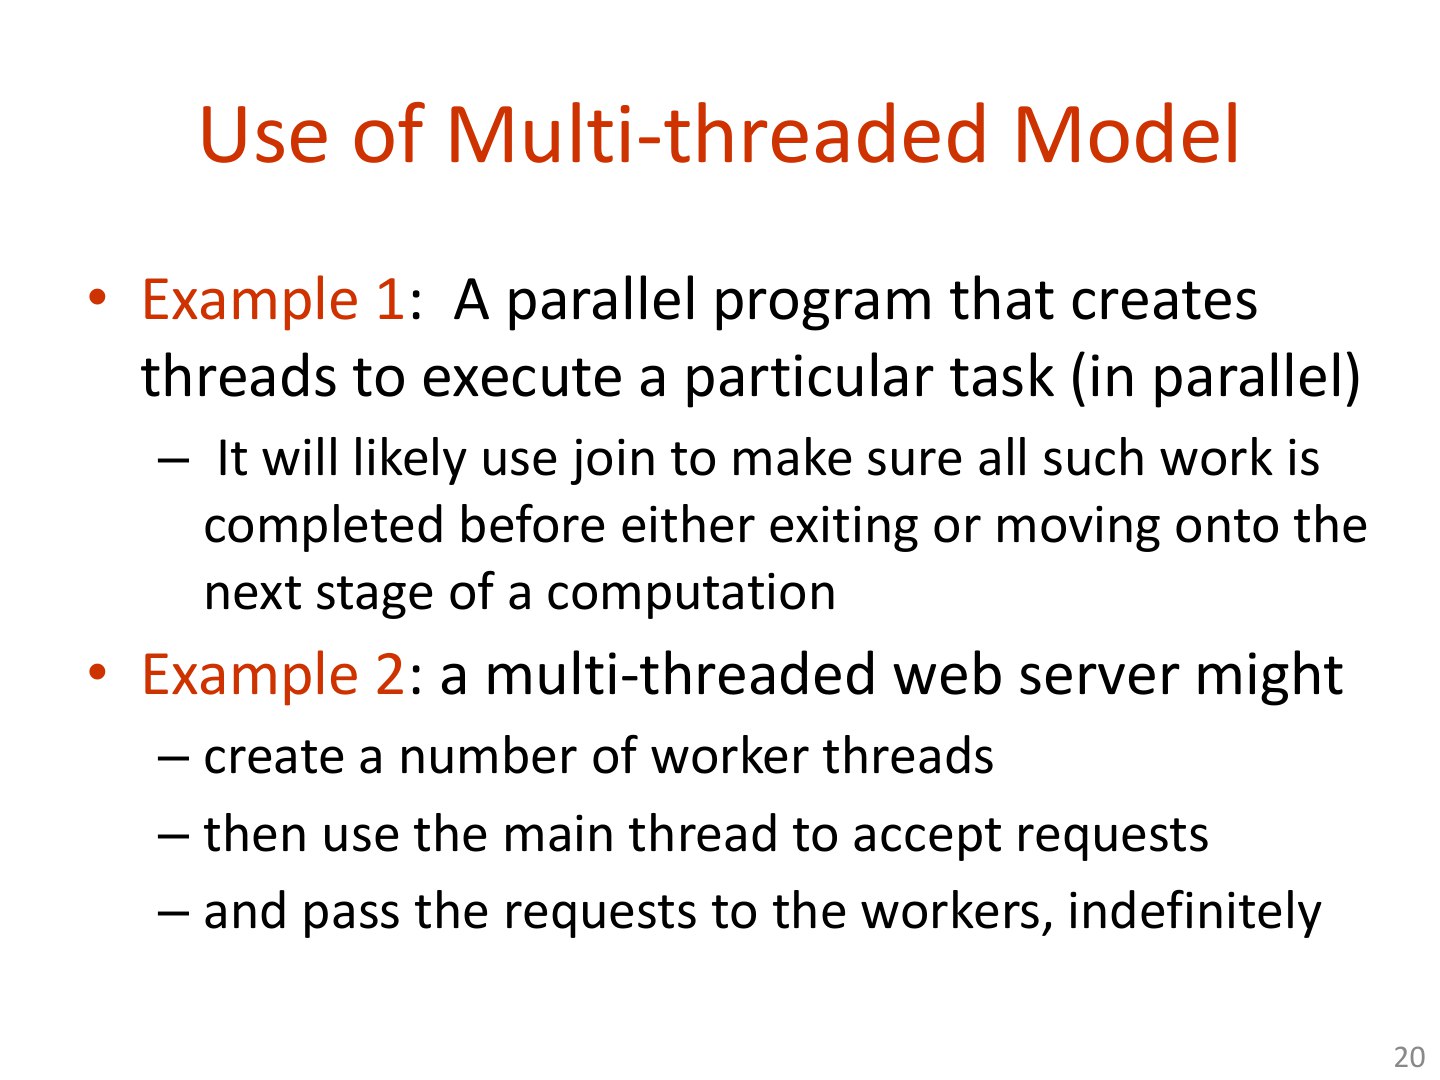 Use of Multi-threaded Model
• Example 1:  A parallel program that creates
threads to execute a particular task (in parallel)
– It will likely use join to make sure all such work is
completed before either exiting or moving onto the
next stage of a computation
• Example 2: a multi-threaded web server might
– create a number of worker threads
– then use the main thread to accept requests
– and pass the requests to the workers, indefinitely
20